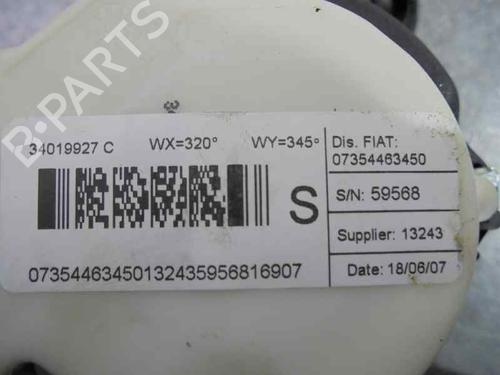 B-PARTS
34019927 C
WX=320°
WY=345°
S
07354463450132435956816907
Dis. FIAT:
07354463450
S/N: 59568
Supplier: 13243
Date: 18/06/07